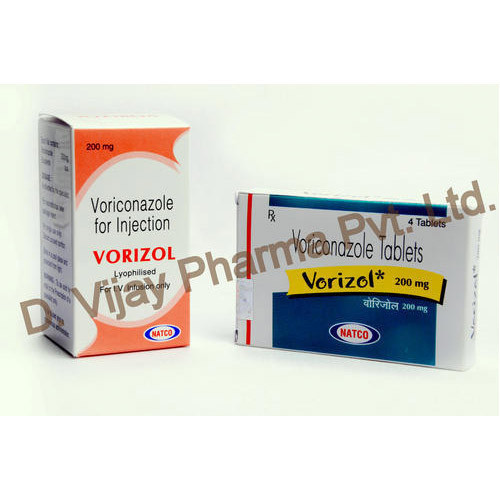 200 mg
Voriconazole
for Injection
VORIZOL
Lyophilised
For I.V. Infusion only
NATCO
Rx
4 Tablets
Voriconazole Tablets
Vorizol* 200 mg
वोरिजोल 200 mg
NATCO
D. Vijay Pharma Pvt. Ltd.